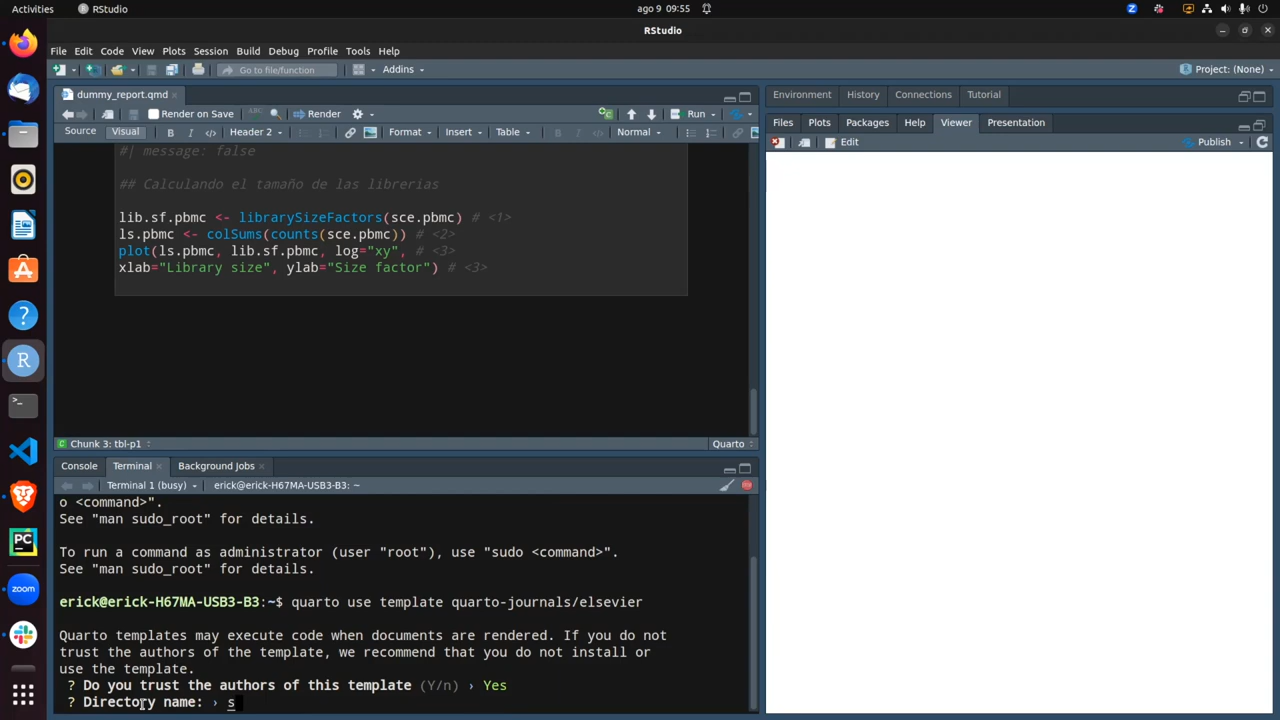 Activities
RStudio
ago 9 09:55
RStudio
File Edit Code View Plots Session Build Debug Profile Tools Help
Go to file/function
Addins
Project: (None)
dummy_report.qmd
Render on Save
ABC
Render
Run
Source Visual
B I </> Header 2
Format Insert Table
B I </> Normal
#| message: false
## Calculando el tamaño de las librerias
lib.sf.pbmc <- librarySizeFactors(sce.pbmc) # <1>
ls.pbmc <- colSums(counts(sce.pbmc)) # <2>
plot(ls.pbmc, lib.sf.pbmc, log="xy", # <3>
xlab="Library size", ylab="Size factor") # <3>
Chunk 3: tbl-p1
Quarto
Environment History Connections Tutorial
Files Plots Packages Help Viewer Presentation
Edit
Publish
Console Terminal Background Jobs
Terminal 1 (busy)
erick@erick-H67MA-USB3-B3: ~
o <command>".
See "man sudo_root" for details.
To run a command as administrator (user "root"), use "sudo <command>".
See "man sudo_root" for details.
erick@erick-H67MA-USB3-B3:~$ quarto use template quarto-journals/elsevier
Quarto templates may execute code when documents are rendered. If you do not
trust the authors of the template, we recommend that you do not install or
use the template.
? Do you trust the authors of this template (Y/n) › Yes
? Directory name: › s
R
>_
PC
zoom
Z